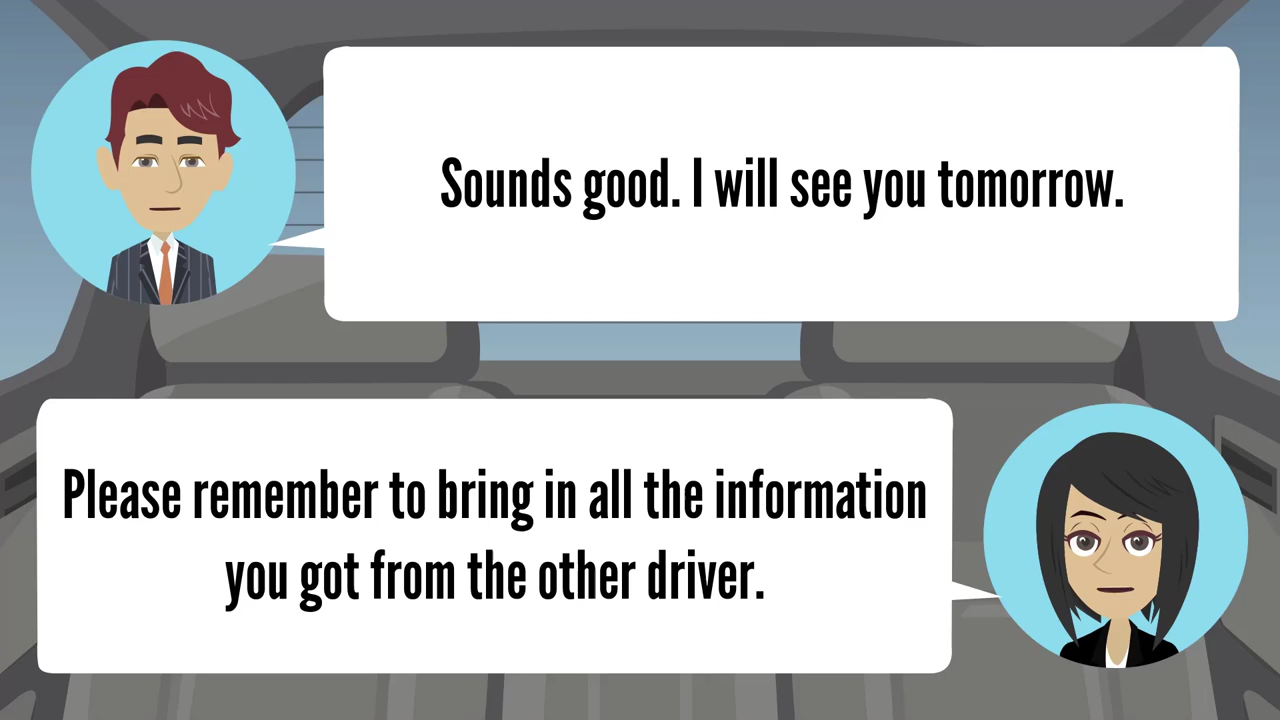 Sounds good. I will see you tomorrow.
Please remember to bring in all the information
you got from the other driver.